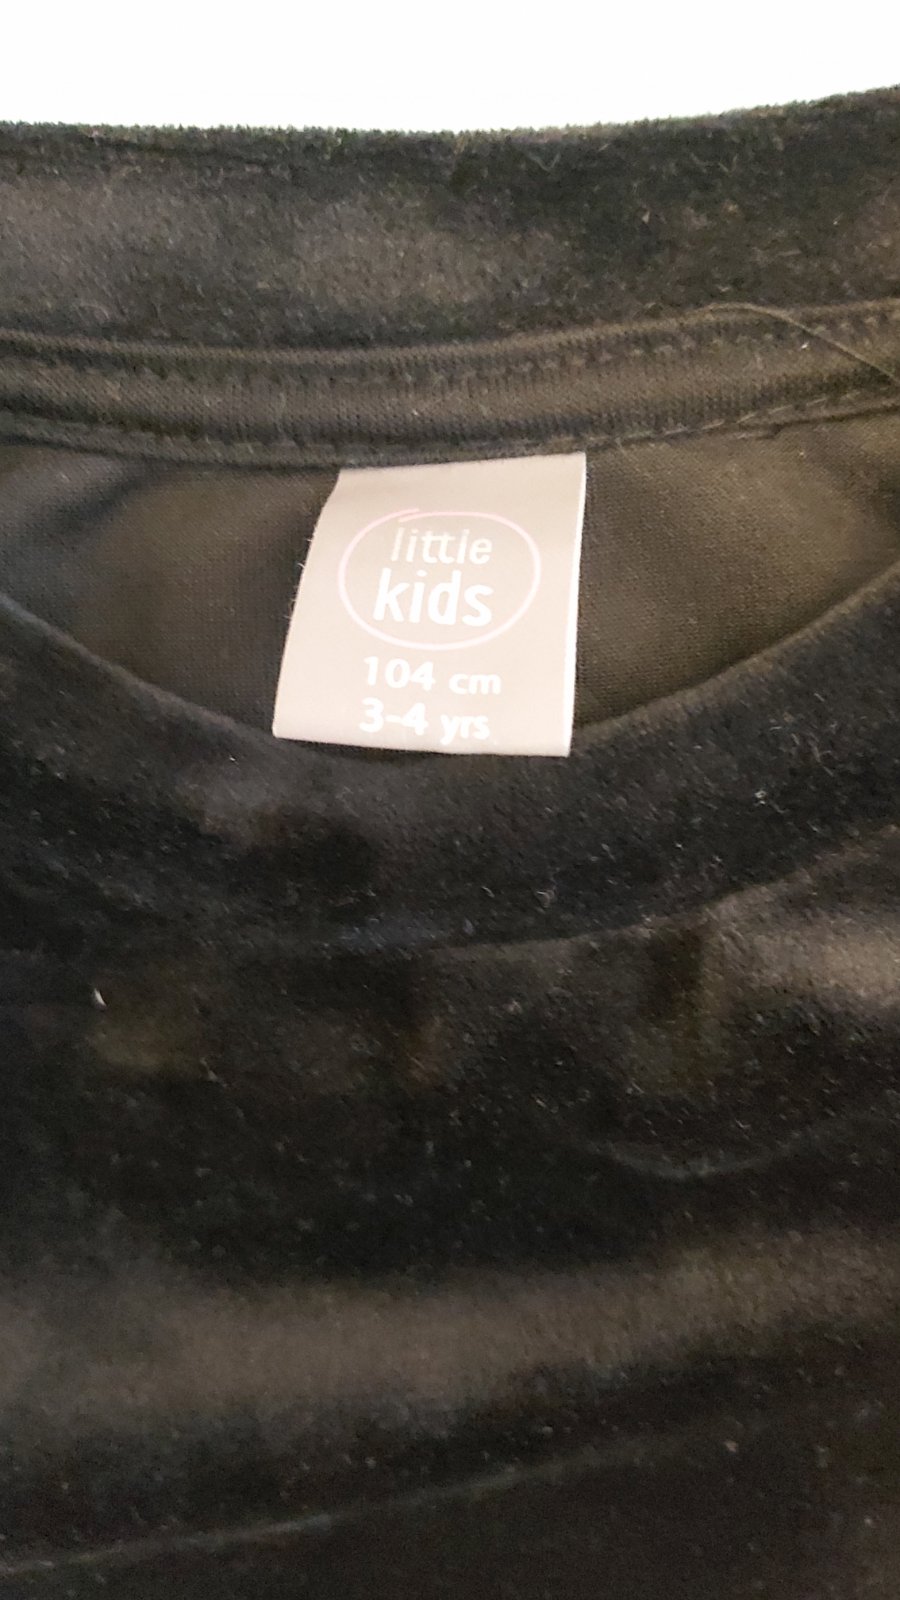 little
kids
104 cm
3-4 yrs